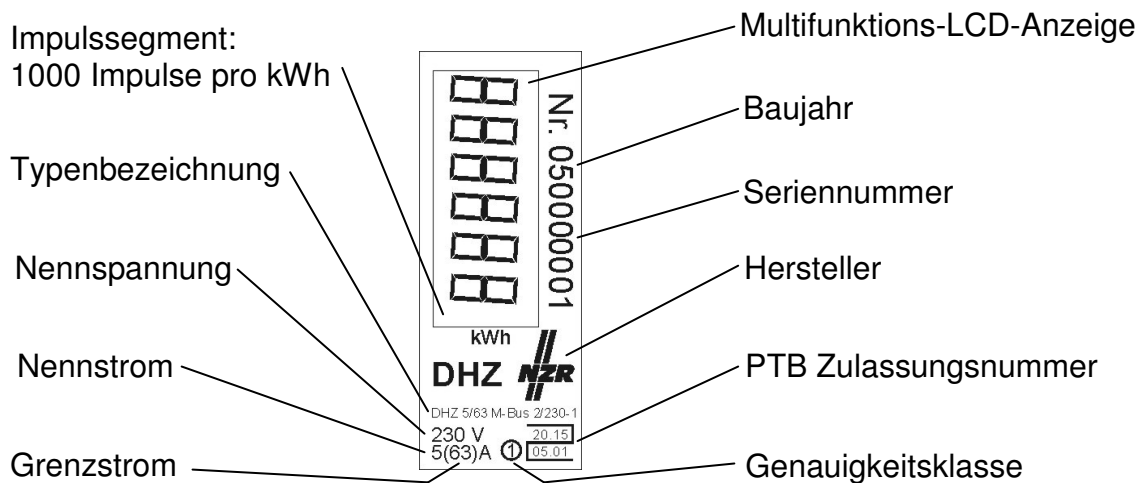 Impulssegment:
1000 Impulse pro kWh
Typenbezeichnung
Nennspannung
Nennstrom
Grenzstrom
888888
Nr. 050000001
kWh
DHZ NZR
DHZ 5/63 M-Bus 2/230-1
230 V 20.15
5(63)A 1 05.01
Multifunktions-LCD-Anzeige
Baujahr
Seriennummer
Hersteller
PTB Zulassungsnummer
Genauigkeitsklasse